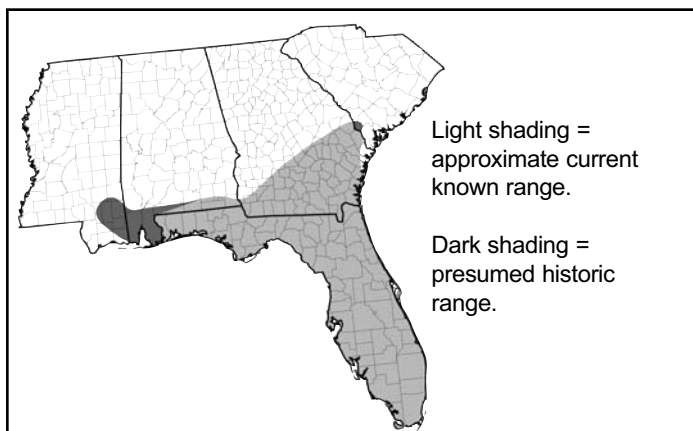 Light shading =
approximate current
known range.
Dark shading =
presumed historic
range.